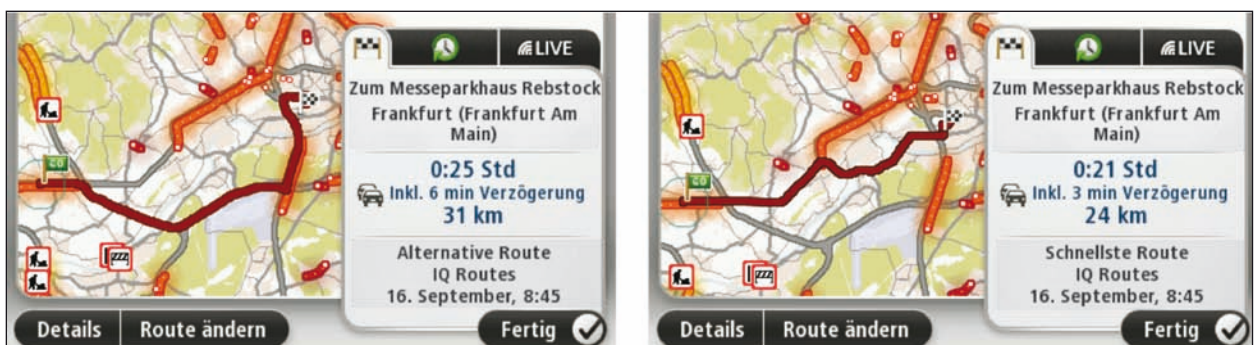 LIVE
Zum Messeparkhaus Rebstock
Frankfurt (Frankfurt Am
Main)
0:25 Std
Inkl. 6 min Verzögerung
31 km
Alternative Route
IQ Routes
16. September, 8:45
Details
Route ändern
Fertig
LIVE
Zum Messeparkhaus Rebstock
Frankfurt (Frankfurt Am
Main)
0:21 Std
Inkl. 3 min Verzögerung
24 km
Schnellste Route
IQ Routes
16. September, 8:45
Details
Route ändern
Fertig